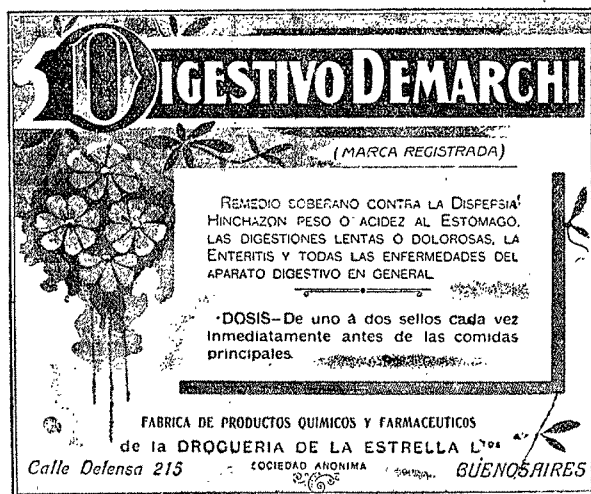 DIGESTIVO DEMARCHI
(MARCA REGISTRADA)
REMEDIO SOBERANO CONTRA LA DISPEPSIA
HINCHAZON PESO O ACIDEZ AL ESTOMAGO,
LAS DIGESTIONES LENTAS O DOLOROSAS, LA
ENTERITIS Y TODAS LAS ENFERMEDADES DEL
APARATO DIGESTIVO EN GENERAL
DOSIS—De uno á dos sellos cada vez
inmediatamente antes de las comidas
principales.
FABRICA DE PRODUCTOS QUIMICOS Y FARMACEUTICOS
de la DROGUERIA DE LA ESTRELLA Lᵀᴰᴬ
Calle Defensa 215
SOCIEDAD ANONIMA
BUENOS AIRES